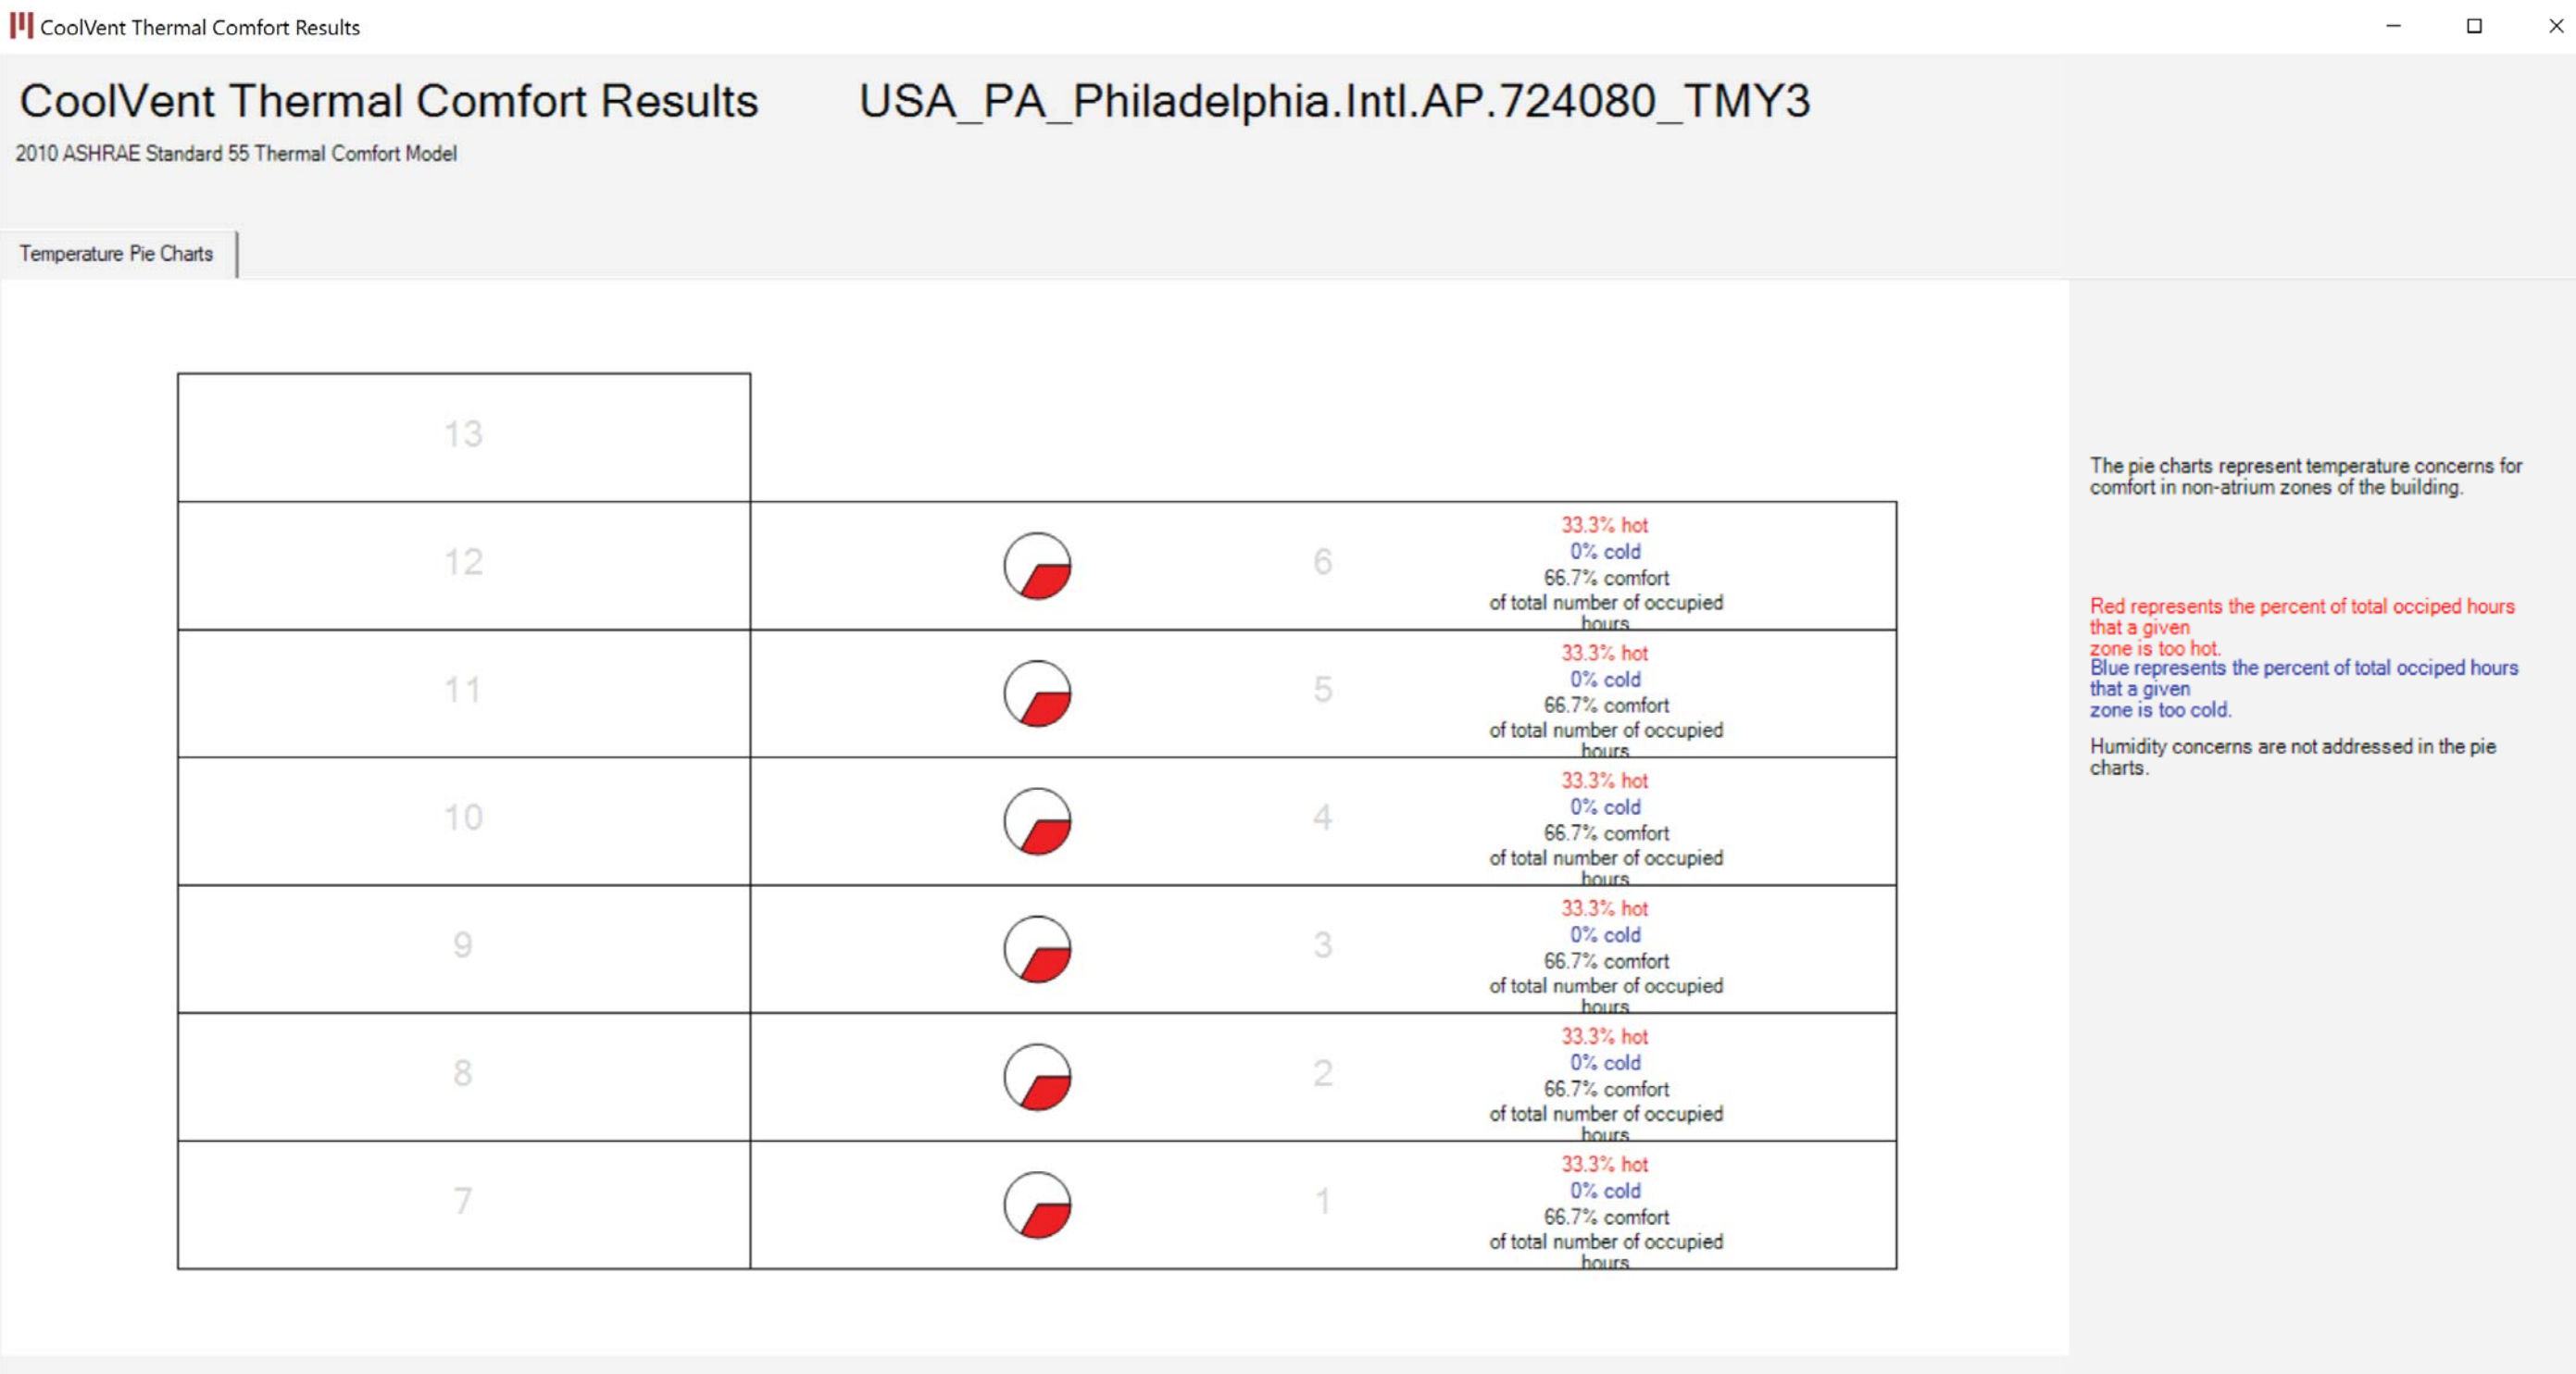 CoolVent Thermal Comfort Results
CoolVent Thermal Comfort Results USA_PA_Philadelphia.Intl.AP.724080_TMY3
2010 ASHRAE Standard 55 Thermal Comfort Model
Temperature Pie Charts
13
12
6
33.3% hot
0% cold
66.7% comfort
of total number of occupied
hours
11
5
33.3% hot
0% cold
66.7% comfort
of total number of occupied
hours
10
4
33.3% hot
0% cold
66.7% comfort
of total number of occupied
hours
9
3
33.3% hot
0% cold
66.7% comfort
of total number of occupied
hours
8
2
33.3% hot
0% cold
66.7% comfort
of total number of occupied
hours
7
1
33.3% hot
0% cold
66.7% comfort
of total number of occupied
hours
The pie charts represent temperature concerns for
comfort in non-atrium zones of the building.
Red represents the percent of total occiped hours
that a given
zone is too hot.
Blue represents the percent of total occiped hours
that a given
zone is too cold.
Humidity concerns are not addressed in the pie
charts.